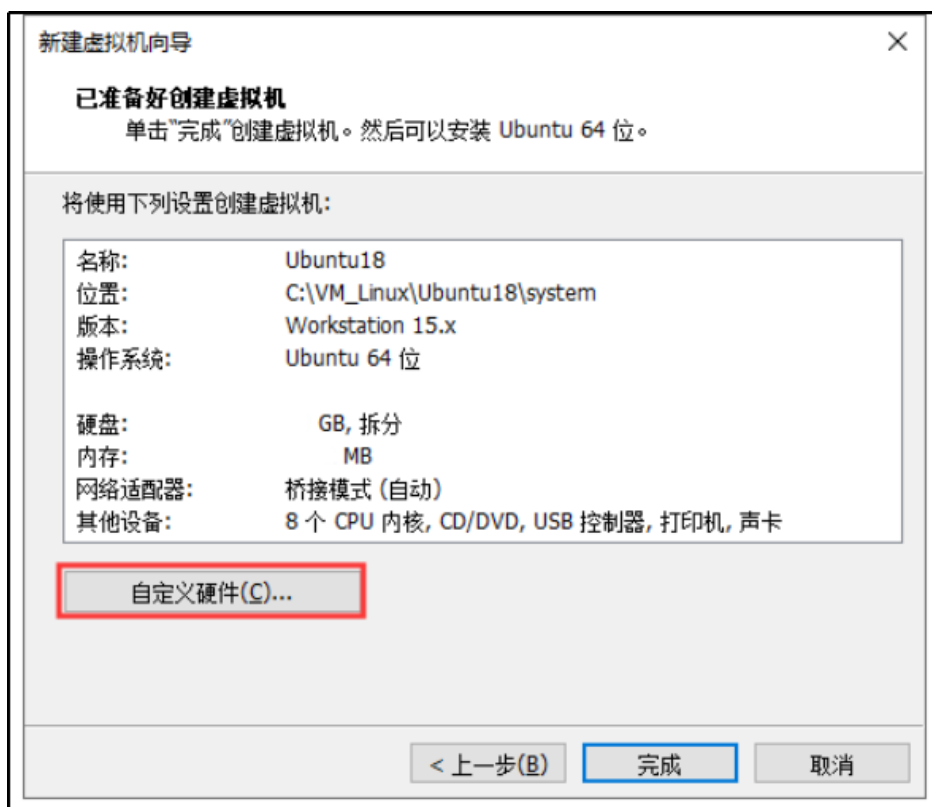 新建虚拟机向导
已准备好创建虚拟机
单击"完成"创建虚拟机。然后可以安装 Ubuntu 64 位。
将使用下列设置创建虚拟机:
名称: Ubuntu18
位置: C:\VM_Linux\Ubuntu18\system
版本: Workstation 15.x
操作系统: Ubuntu 64 位
硬盘: GB, 拆分
内存: MB
网络适配器: 桥接模式 (自动)
其他设备: 8 个 CPU 内核, CD/DVD, USB 控制器, 打印机, 声卡
自定义硬件(C)...
< 上一步(B) 完成 取消